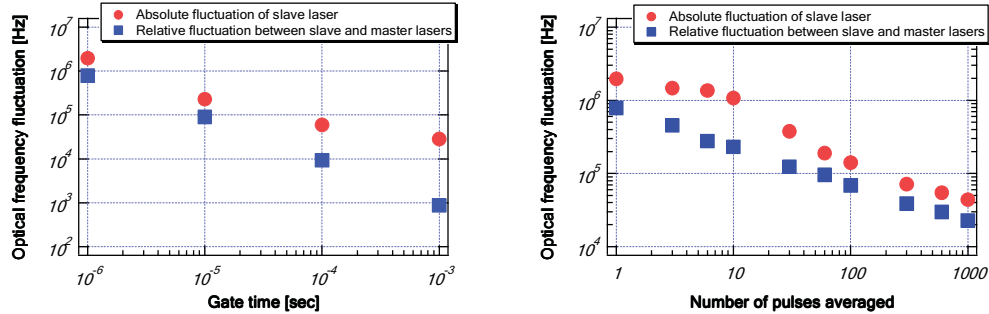 Absolute fluctuation of slave laser
Relative fluctuation between slave and master lasers
Optical frequency fluctuation [Hz]
10^7
10^6
10^5
10^4
10^3
10^2
10^-6
10^-5
10^-4
10^-3
Gate time [sec]
Absolute fluctuation of slave laser
Relative fluctuation between slave and master lasers
Optical frequency fluctuation [Hz]
10^7
10^6
10^5
10^4
1
10
100
1000
Number of pulses averaged